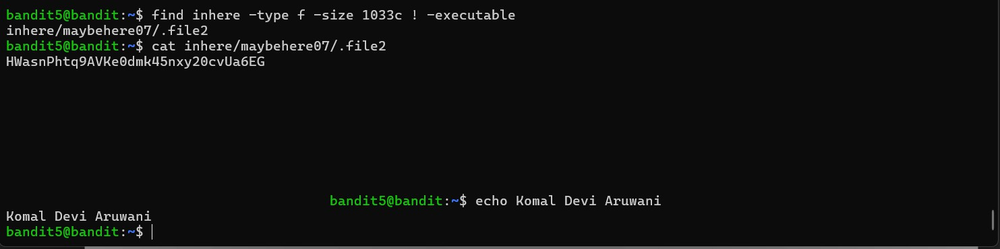 bandit5@bandit:~$ find inhere -type f -size 1033c ! -executable
inhere/maybehere07/.file2
bandit5@bandit:~$ cat inhere/maybehere07/.file2
HWasnPhtq9AVKe0dmk45nxy20cvUa6EG
bandit5@bandit:~$ echo Komal Devi Aruwani
Komal Devi Aruwani
bandit5@bandit:~$